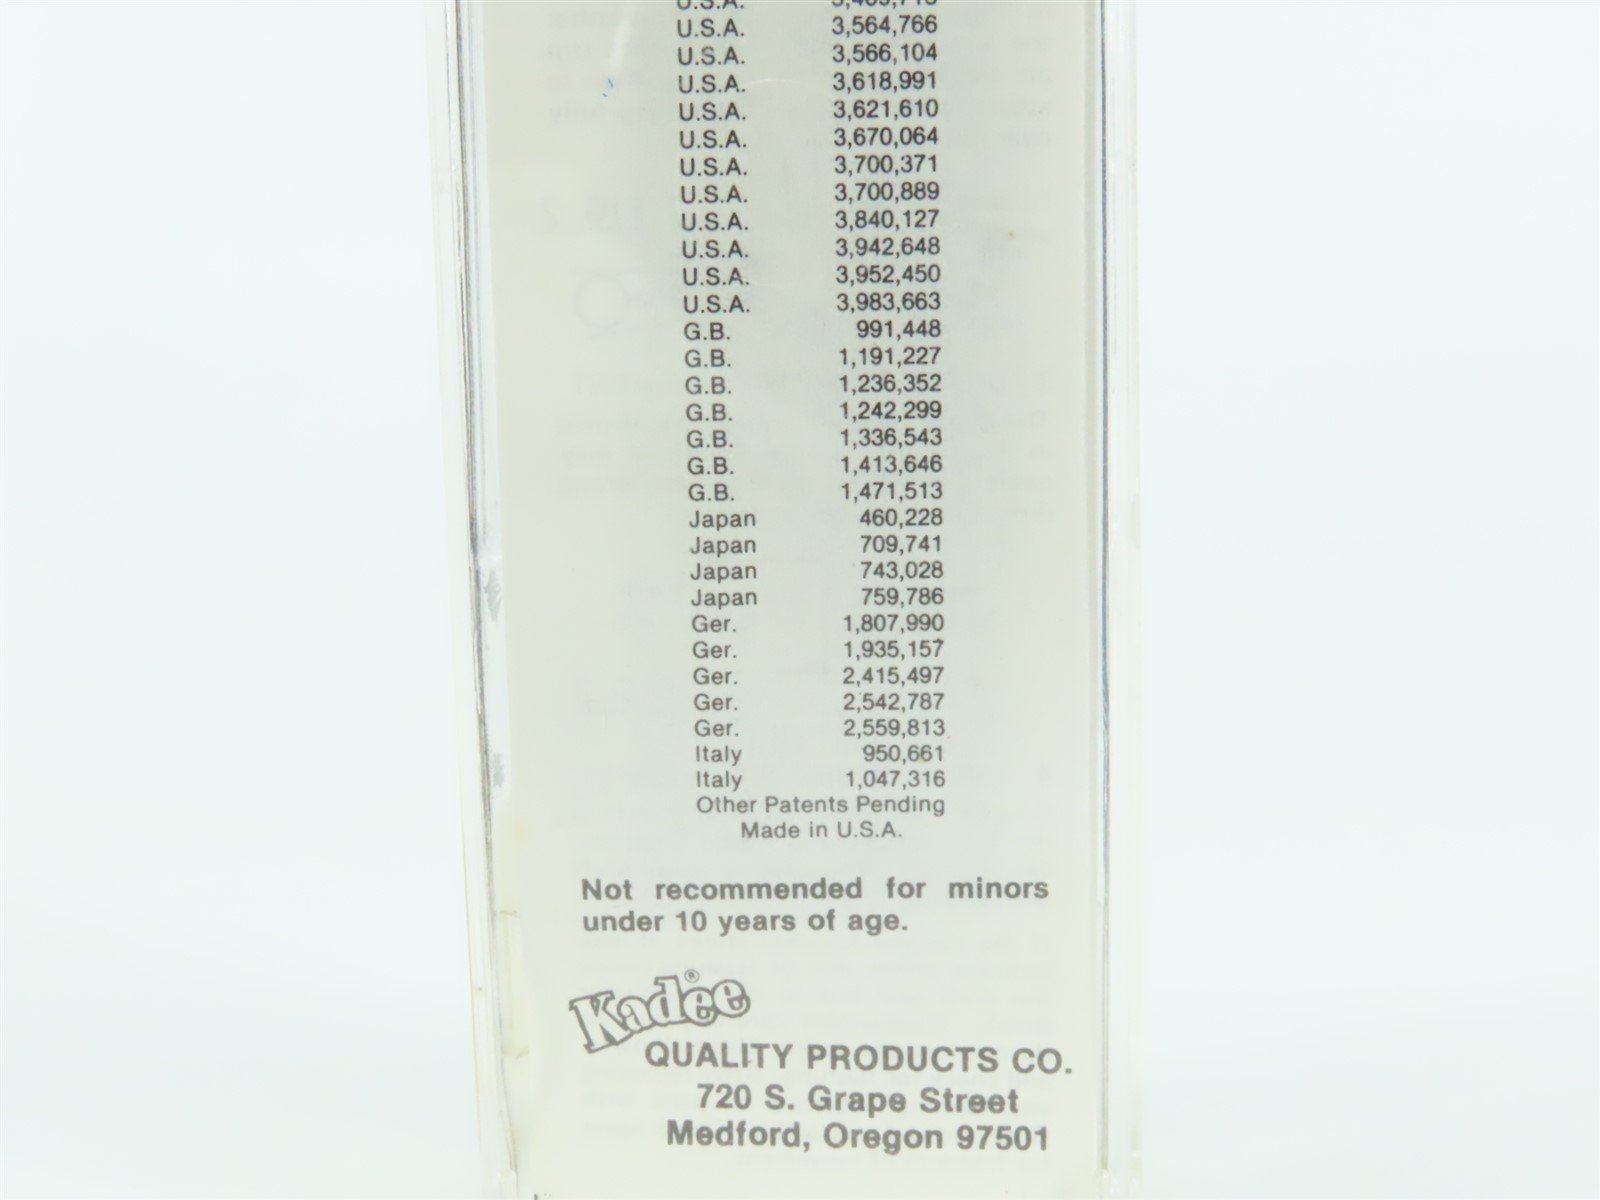 U.S.A.
U.S.A. 3,564,766
U.S.A. 3,566,104
U.S.A. 3,618,991
U.S.A. 3,621,610
U.S.A. 3,670,064
U.S.A. 3,700,371
U.S.A. 3,700,889
U.S.A. 3,840,127
U.S.A. 3,942,648
U.S.A. 3,952,450
U.S.A. 3,983,663
G.B. 991,448
G.B. 1,191,227
G.B. 1,236,352
G.B. 1,242,299
G.B. 1,336,543
G.B. 1,413,646
G.B. 1,471,513
Japan 460,228
Japan 709,741
Japan 743,028
Japan 759,786
Ger. 1,807,990
Ger. 1,935,157
Ger. 2,415,497
Ger. 2,542,787
Ger. 2,559,813
Italy 950,661
Italy 1,047,316
Other Patents Pending
Made in U.S.A.
Not recommended for minors
under 10 years of age.
Kadee®
QUALITY PRODUCTS CO.
720 S. Grape Street
Medford, Oregon 97501